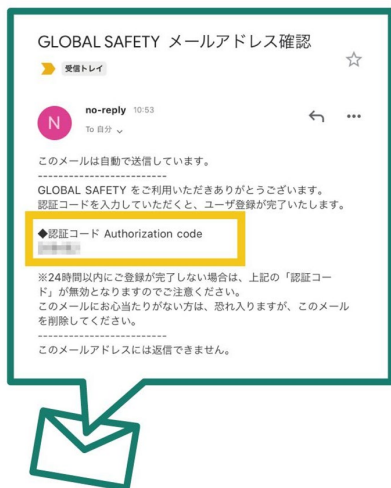 GLOBAL SAFETY メールアドレス確認
受信トレイ
N
no-reply 10:53
To 自分
このメールは自動で送信しています。
-------------------------
GLOBAL SAFETY をご利用いただきありがとうございます。
認証コードを入力していただくと、ユーザ登録が完了いたします。
◆認証コード Authorization code
※24時間以内にご登録が完了しない場合は、上記の「認証コー
ド」が無効となりますのでご注意ください。
このメールにお心当たりがない方は、恐れ入りますが、このメール
を削除してください。
-------------------------
このメールアドレスには返信できません。